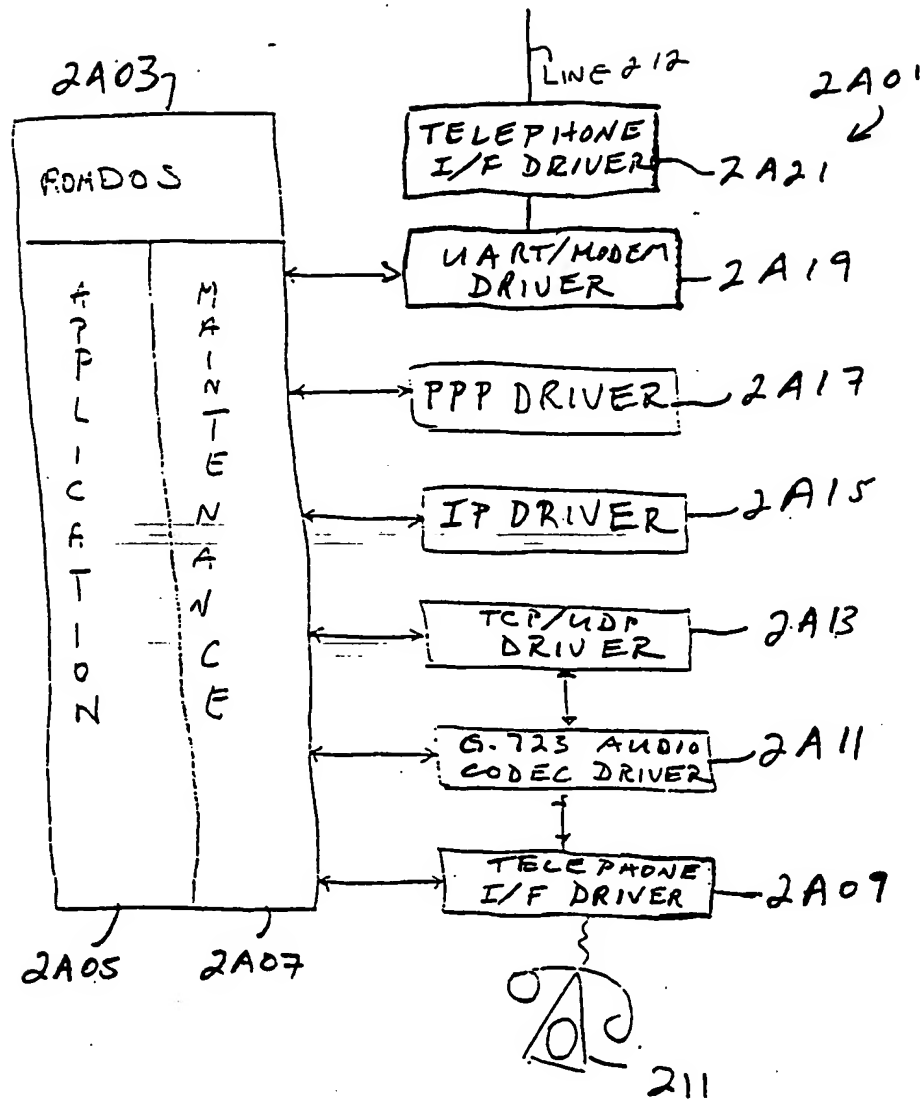 2A03
LINE 212
2A01
TELEPHONE
I/F DRIVER
2A21
ROMDOS
UART/MODEM
DRIVER
2A19
APPLICATION
MAINTENANCE
PPP DRIVER
2A17
IP DRIVER
2A15
TCP/UDP
DRIVER
2A13
G.723 AUDIO
CODEC DRIVER
2A11
TELEPHONE
I/F DRIVER
2A09
2A05
2A07
211